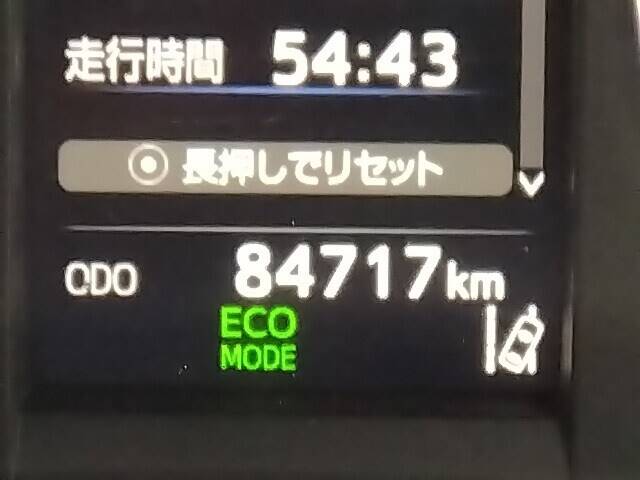 走行時間 54:43
長押しでリセット
ODO 84717km
ECO
MODE